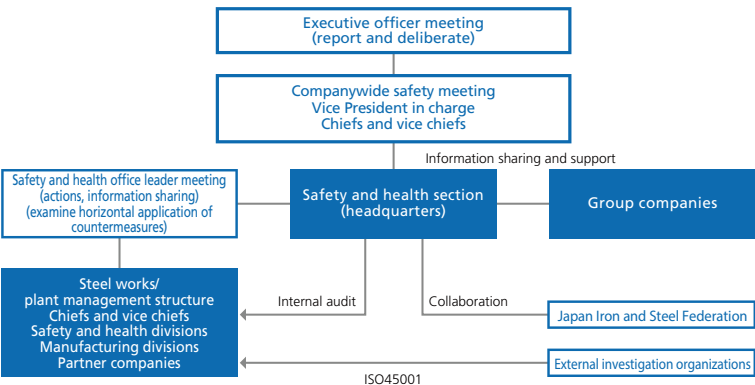 Executive officer meeting
(report and deliberate)
Companywide safety meeting
Vice President in charge
Chiefs and vice chiefs
Information sharing and support
Safety and health office leader meeting
(actions, information sharing)
(examine horizontal application of
countermeasures)
Safety and health section
(headquarters)
Group companies
Steel works/
plant management structure
Chiefs and vice chiefs
Safety and health divisions
Manufacturing divisions
Partner companies
Internal audit
Collaboration
Japan Iron and Steel Federation
External investigation organizations
ISO45001